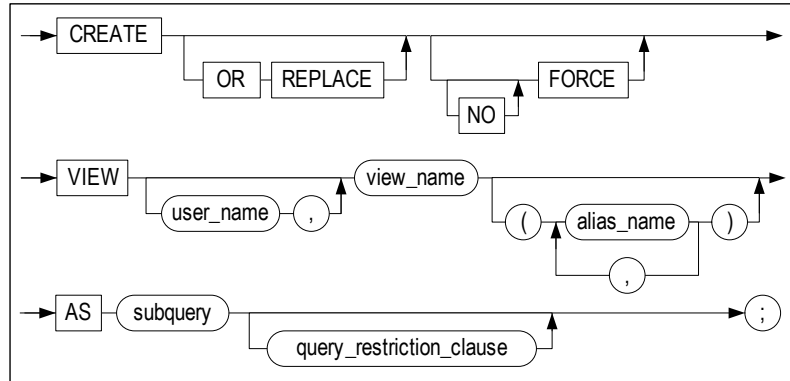 CREATE
OR REPLACE
NO FORCE
VIEW user_name , view_name ( alias_name )
,
AS subquery query_restriction_clause ;